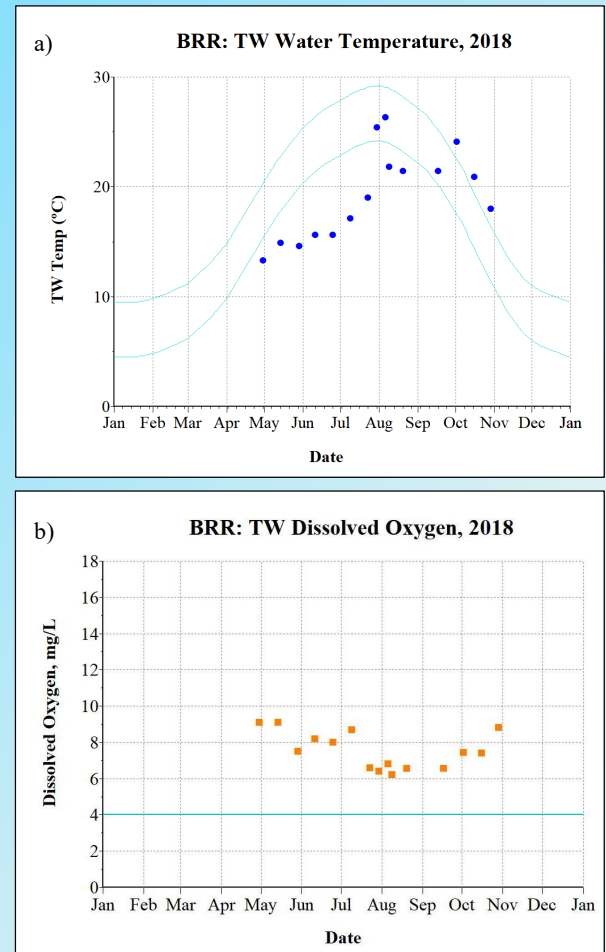 a)
BRR: TW Water Temperature, 2018
30
20
10
0
TW Temp (°C)
Jan Feb Mar Apr May Jun Jul Aug Sep Oct Nov Dec Jan
Date
b)
BRR: TW Dissolved Oxygen, 2018
18
16
14
12
10
8
6
4
2
0
Dissolved Oxygen, mg/L
Jan Feb Mar Apr May Jun Jul Aug Sep Oct Nov Dec Jan
Date